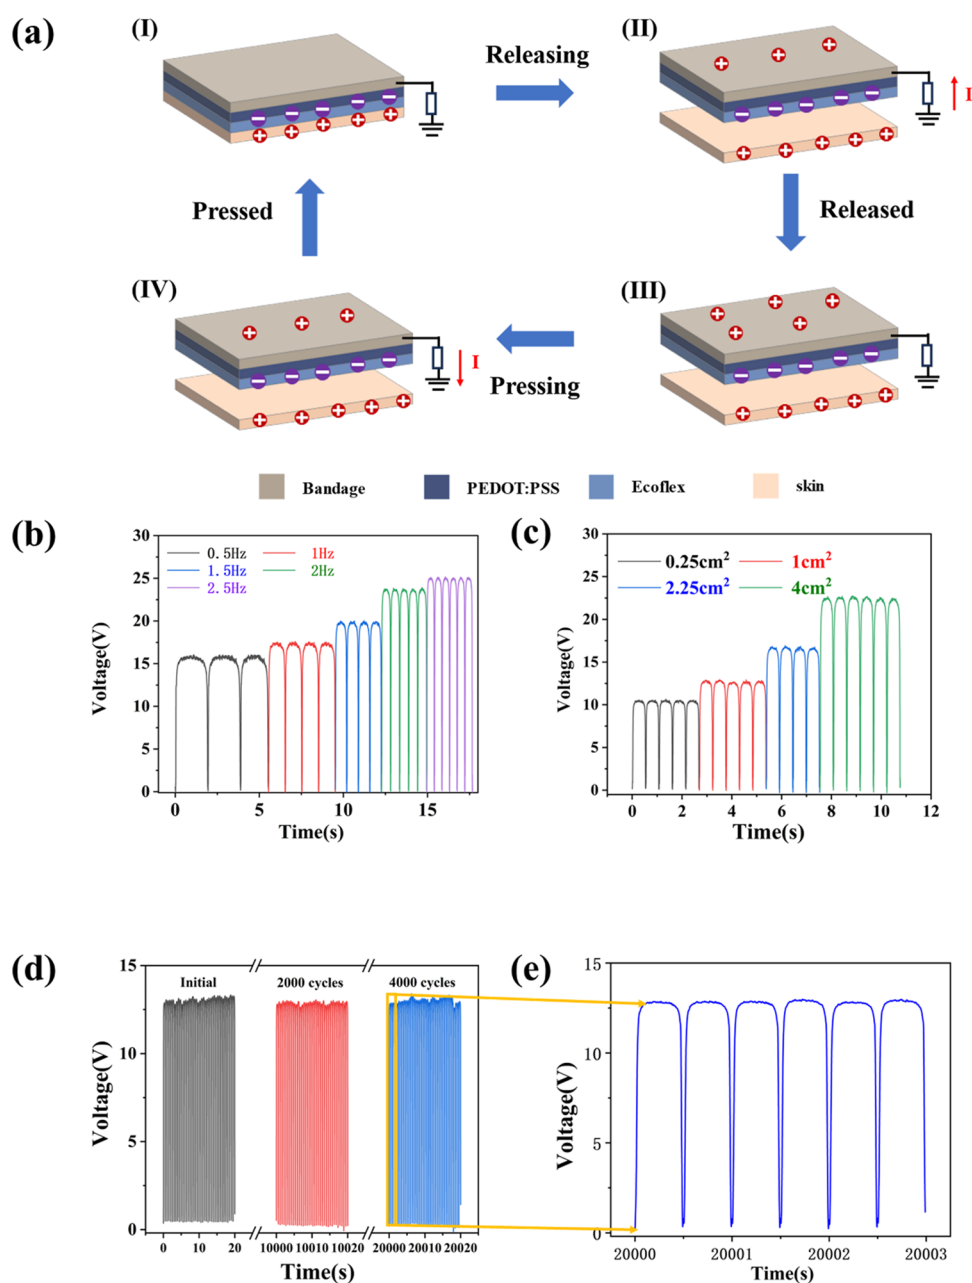 (a)
(I)
Releasing
(II)
I
Pressed
Released
(IV)
(III)
I
Pressing
Bandage
PEDOT:PSS
Ecoflex
skin
(b)
30
25
20
15
10
5
0
Voltage(V)
0.5Hz
1Hz
1.5Hz
2Hz
2.5Hz
0
5
10
15
Time(s)
(c)
30
25
20
15
10
5
0
Voltage(V)
0.25cm²
1cm²
2.25cm²
4cm²
0
2
4
6
8
10
12
Time(s)
(d)
15
10
5
0
Voltage(V)
Initial
2000 cycles
4000 cycles
0
10
20
10000
10010
10020
20000
20010
20020
Time(s)
(e)
15
10
5
0
Voltage(V)
20000
20001
20002
20003
Time(s)